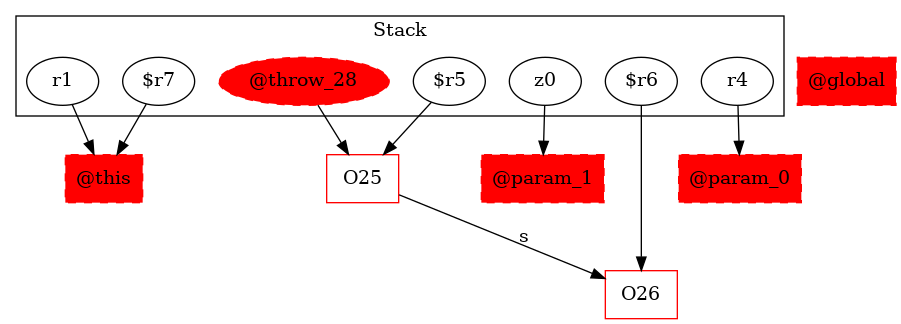 Stack
r1
$r7
@throw_28
$r5
z0
$r6
r4
@global
@this
O25
@param_1
@param_0
s
O26